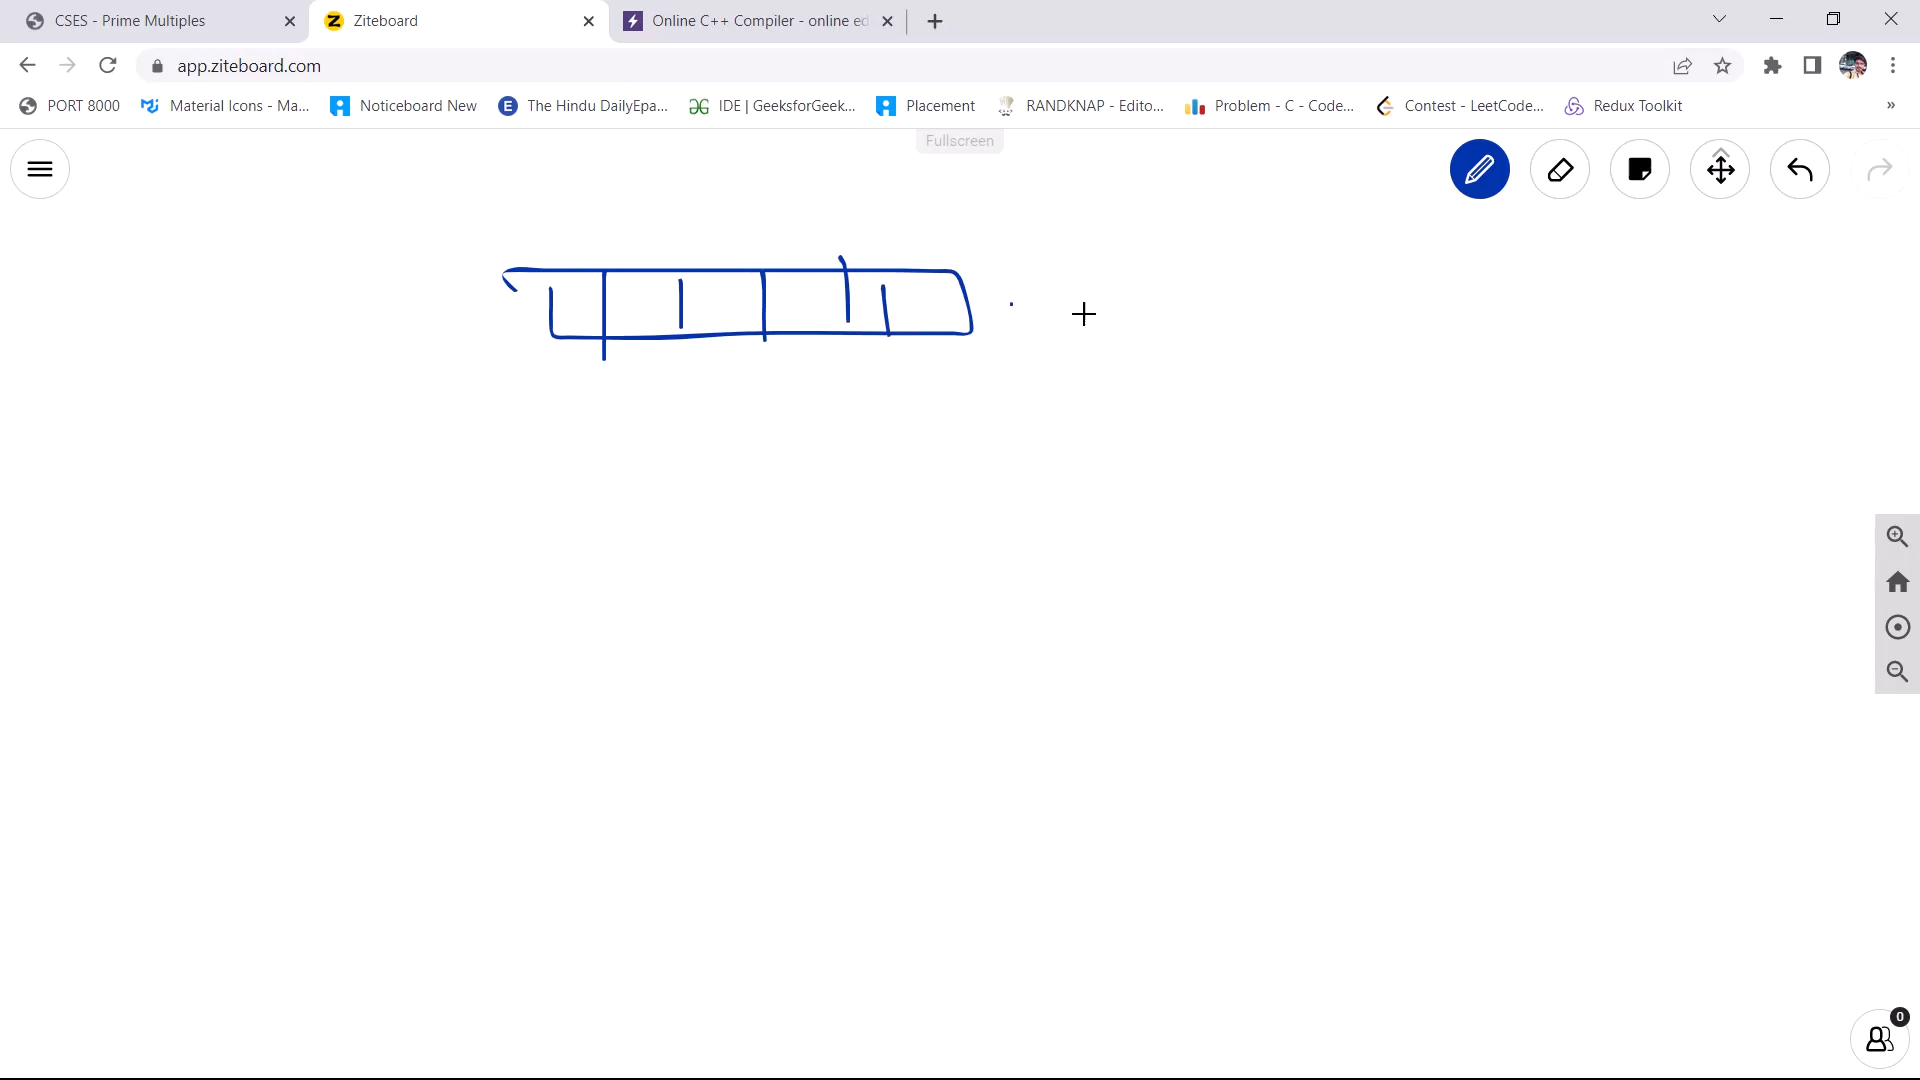 CSES - Prime Multiples
Ziteboard
Online C++ Compiler - online ed
app.ziteboard.com
PORT 8000
Material Icons - Ma...
Noticeboard New
The Hindu DailyEpa...
IDE | GeeksforGeek...
Placement
RANDKNAP - Edito...
Problem - C - Code...
Contest - LeetCode...
Redux Toolkit
»
Fullscreen
0